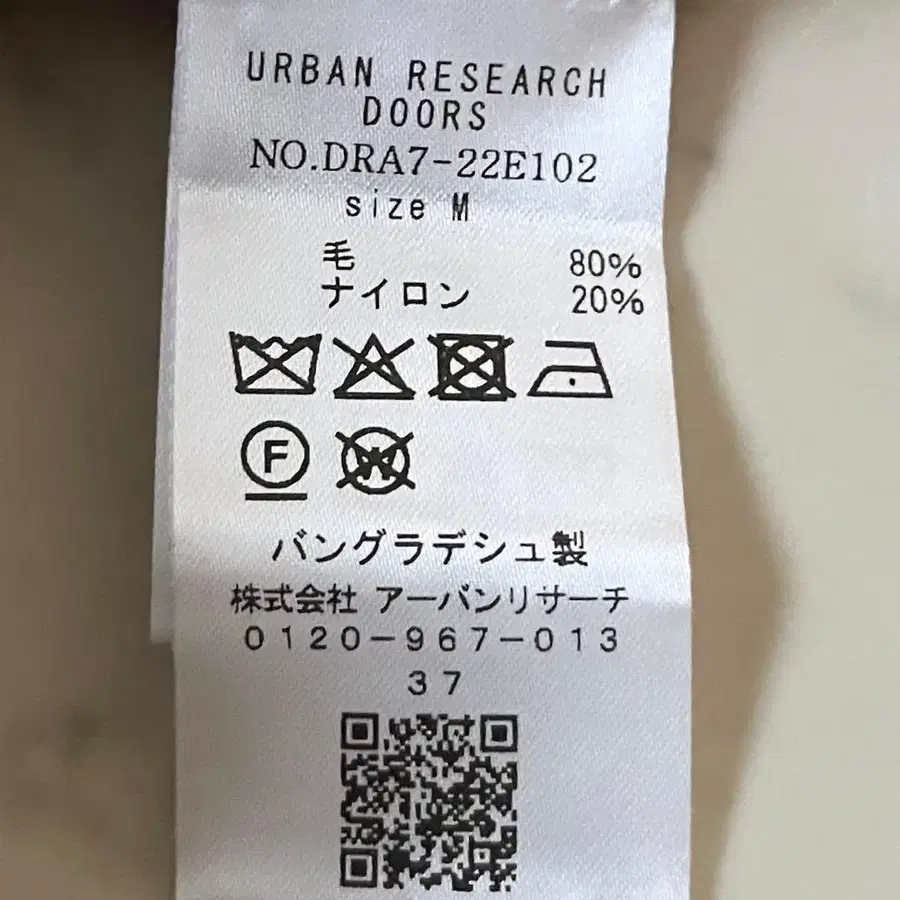 URBAN RESEARCH
DOORS
NO.DRA7-22E102
size M
毛 80%
ナイロン 20%
F
W
バングラデシュ製
株式会社 アーバンリサーチ
0120-967-013
37